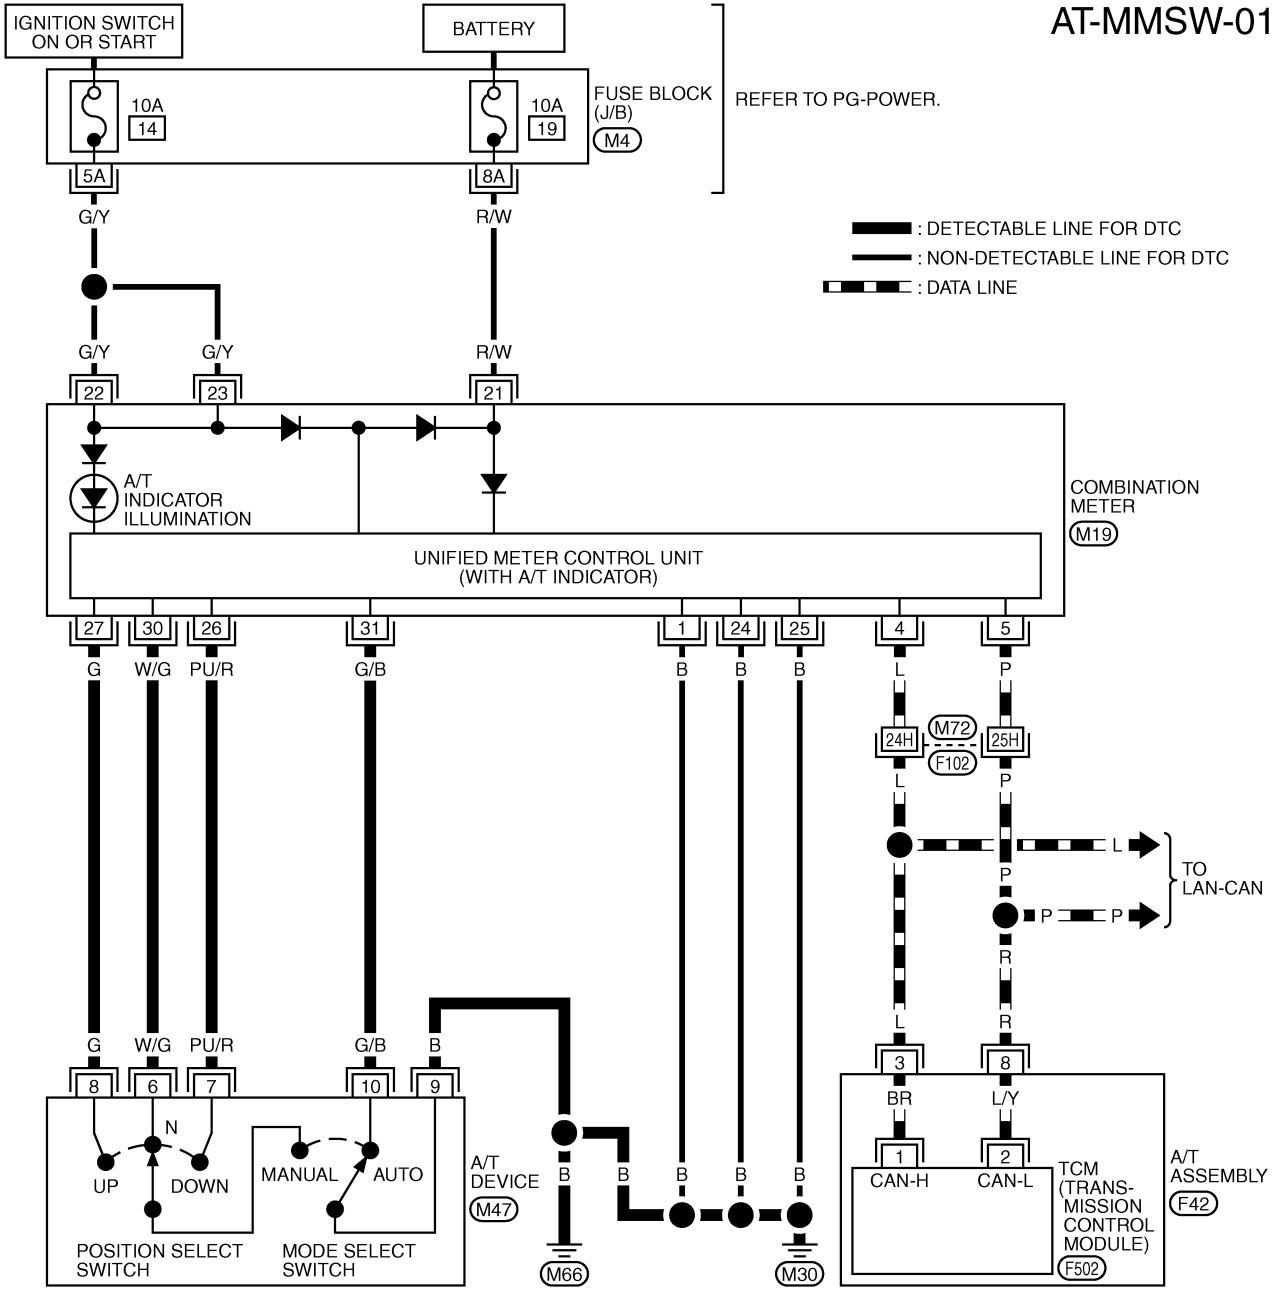 AT-MMSW-01
IGNITION SWITCH
ON OR START
BATTERY
10A
14
10A
19
FUSE BLOCK
(J/B)
M4
REFER TO PG-POWER.
5A
8A
G/Y
R/W
: DETECTABLE LINE FOR DTC
: NON-DETECTABLE LINE FOR DTC
: DATA LINE
G/Y
G/Y
R/W
22
23
21
A/T
INDICATOR
ILLUMINATION
COMBINATION
METER
M19
UNIFIED METER CONTROL UNIT
(WITH A/T INDICATOR)
27
30
26
31
1
24
25
4
5
G
W/G
PU/R
G/B
B
B
B
L
P
24H
M72
F102
25H
L
P
L
P
P
P
TO
LAN-CAN
R
L
R
G
W/G
PU/R
G/B
B
8
6
7
10
9
3
8
BR
L/Y
N
UP
DOWN
MANUAL
AUTO
POSITION SELECT
SWITCH
MODE SELECT
SWITCH
A/T
DEVICE
M47
B
B
B
B
B
M66
M30
1
2
CAN-H
CAN-L
TCM
(TRANS-
MISSION
CONTROL
MODULE)
F502
A/T
ASSEMBLY
F42